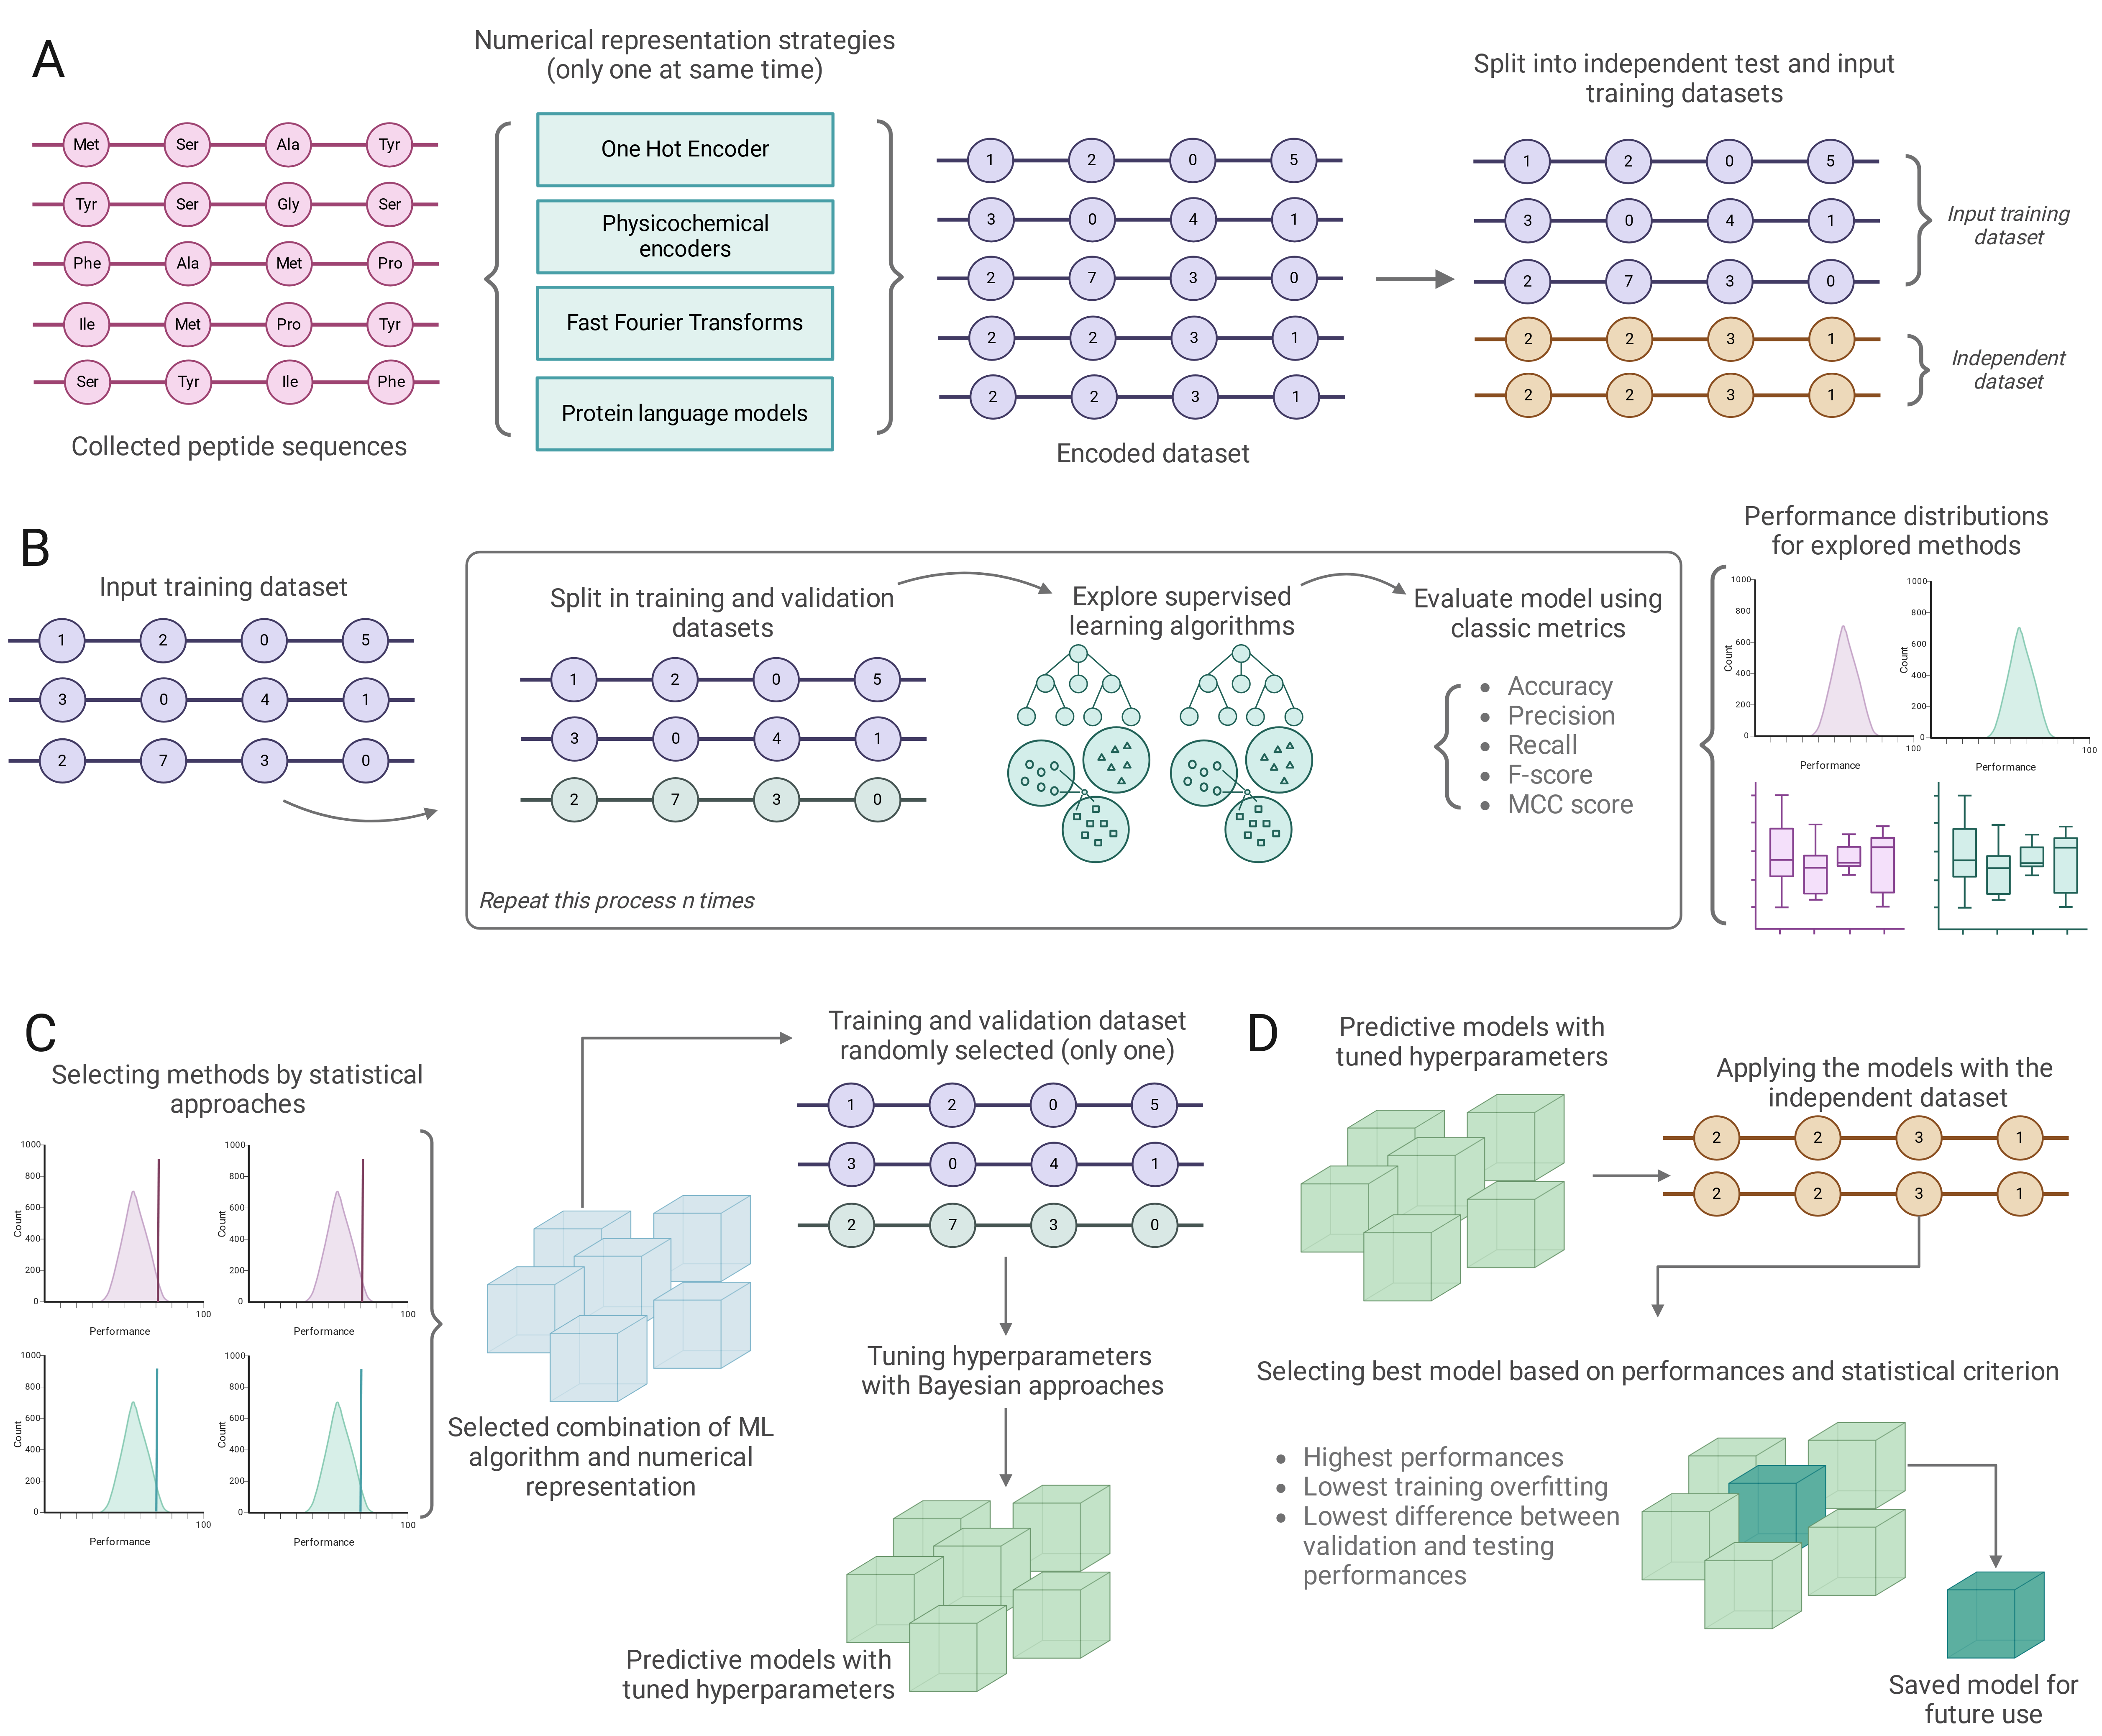 A
Numerical representation strategies
(only one at same time)
Split into independent test and input
training datasets
Met Ser Ala Tyr
Tyr Ser Gly Ser
Phe Ala Met Pro
Ile Met Pro Tyr
Ser Tyr Ile Phe
Collected peptide sequences
One Hot Encoder
Physicochemical
encoders
Fast Fourier Transforms
Protein language models
1 2 0 5
3 0 4 1
2 7 3 0
2 2 3 1
2 2 3 1
Encoded dataset
1 2 0 5
3 0 4 1
2 7 3 0
2 2 3 1
2 2 3 1
Input training
dataset
Independent
dataset
B
Input training dataset
1 2 0 5
3 0 4 1
2 7 3 0
Split in training and validation
datasets
1 2 0 5
3 0 4 1
2 7 3 0
Repeat this process n times
Explore supervised
learning algorithms
Evaluate model using
classic metrics
• Accuracy
• Precision
• Recall
• F-score
• MCC score
Performance distributions
for explored methods
1000
800
600
400
200
0
Count
100
Performance
1000
800
600
400
200
0
Count
100
Performance
C
Selecting methods by statistical
approaches
1000
800
600
400
200
0
Count
100
Performance
1000
800
600
400
200
0
Count
100
Performance
1000
800
600
400
200
0
Count
100
Performance
1000
800
600
400
200
0
Count
100
Performance
Selected combination of ML
algorithm and numerical
representation
Training and validation dataset
randomly selected (only one)
1 2 0 5
3 0 4 1
2 7 3 0
Tuning hyperparameters
with Bayesian approaches
Predictive models with
tuned hyperparameters
D
Predictive models with
tuned hyperparameters
Applying the models with the
independent dataset
2 2 3 1
2 2 3 1
Selecting best model based on performances and statistical criterion
• Highest performances
• Lowest training overfitting
• Lowest difference between
validation and testing
performances
Saved model for
future use